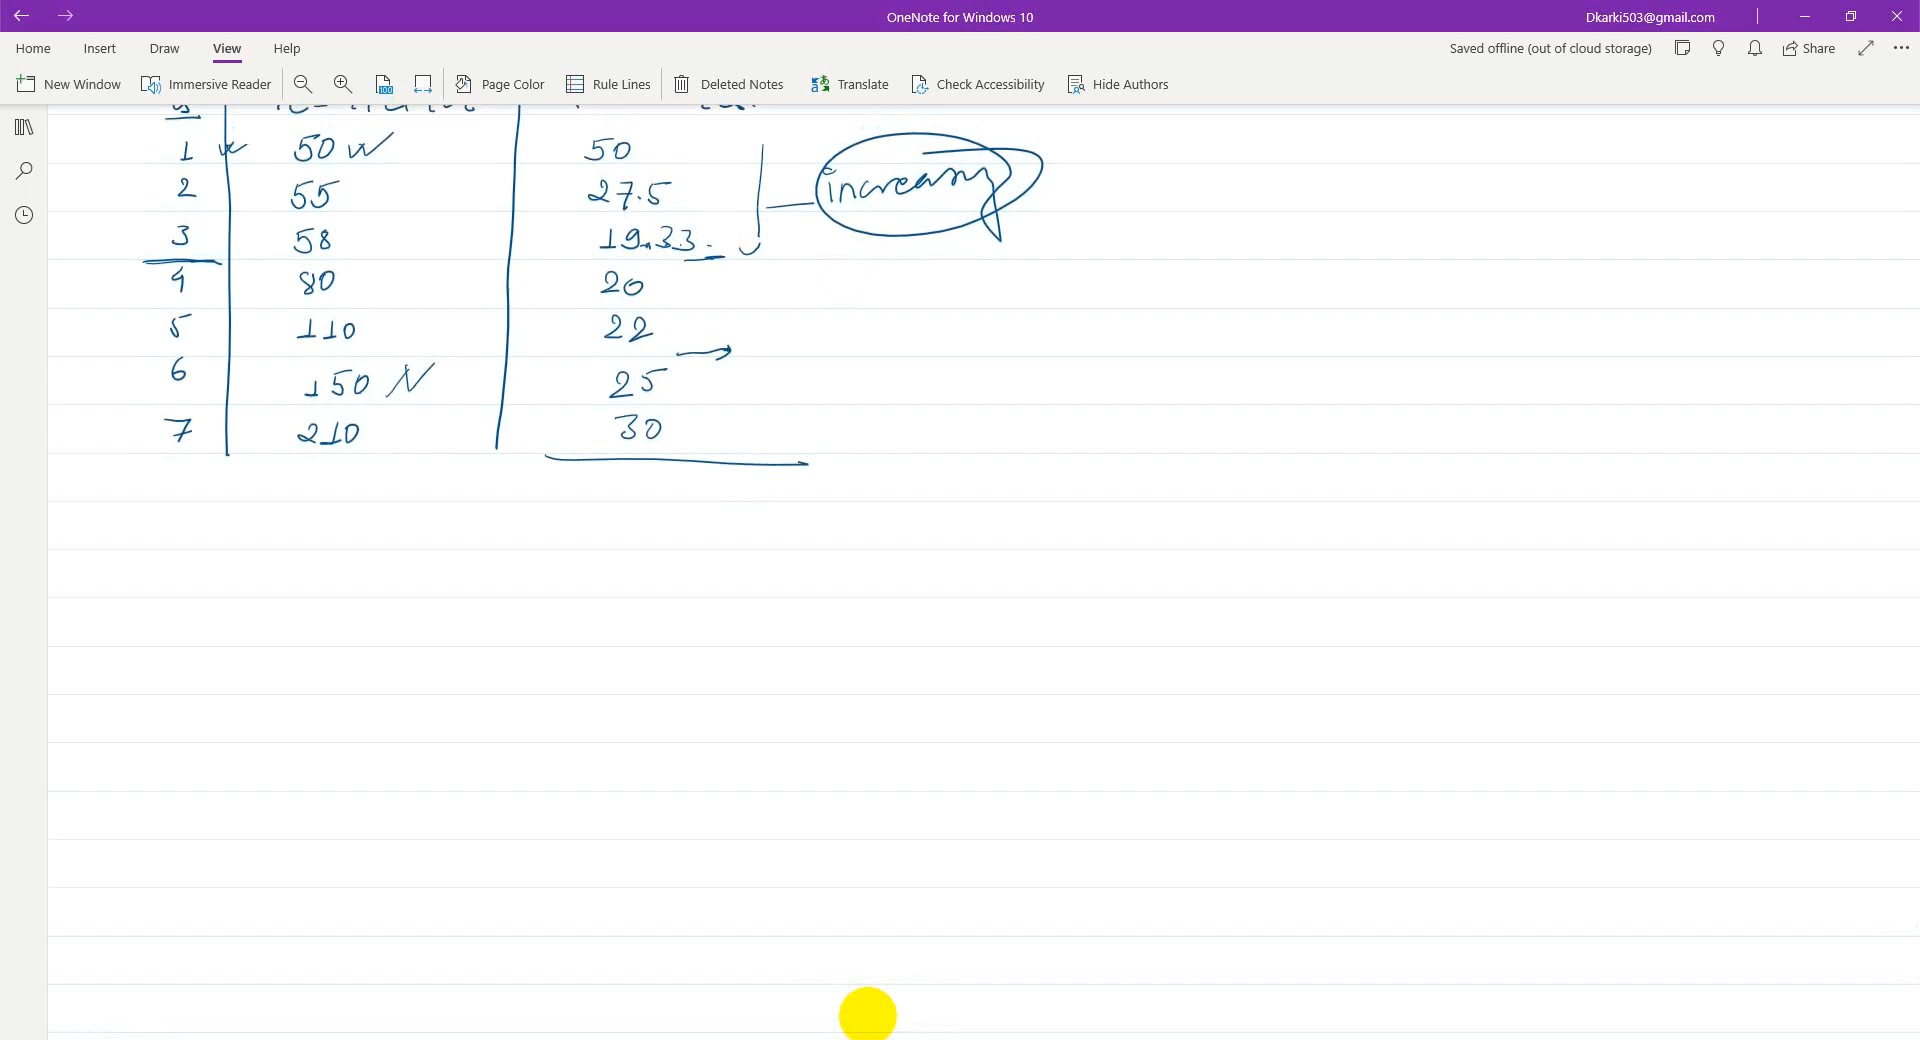 OneNote for Windows 10
Dkarki503@gmail.com
Home Insert Draw View Help
Saved offline (out of cloud storage)
Share
New Window Immersive Reader Page Color Rule Lines Deleted Notes Translate Check Accessibility Hide Authors
1 50 50
2 55 27.5
increasing
3 58 19.33
4 80 20
5 110 22
6 150 25
7 210 30